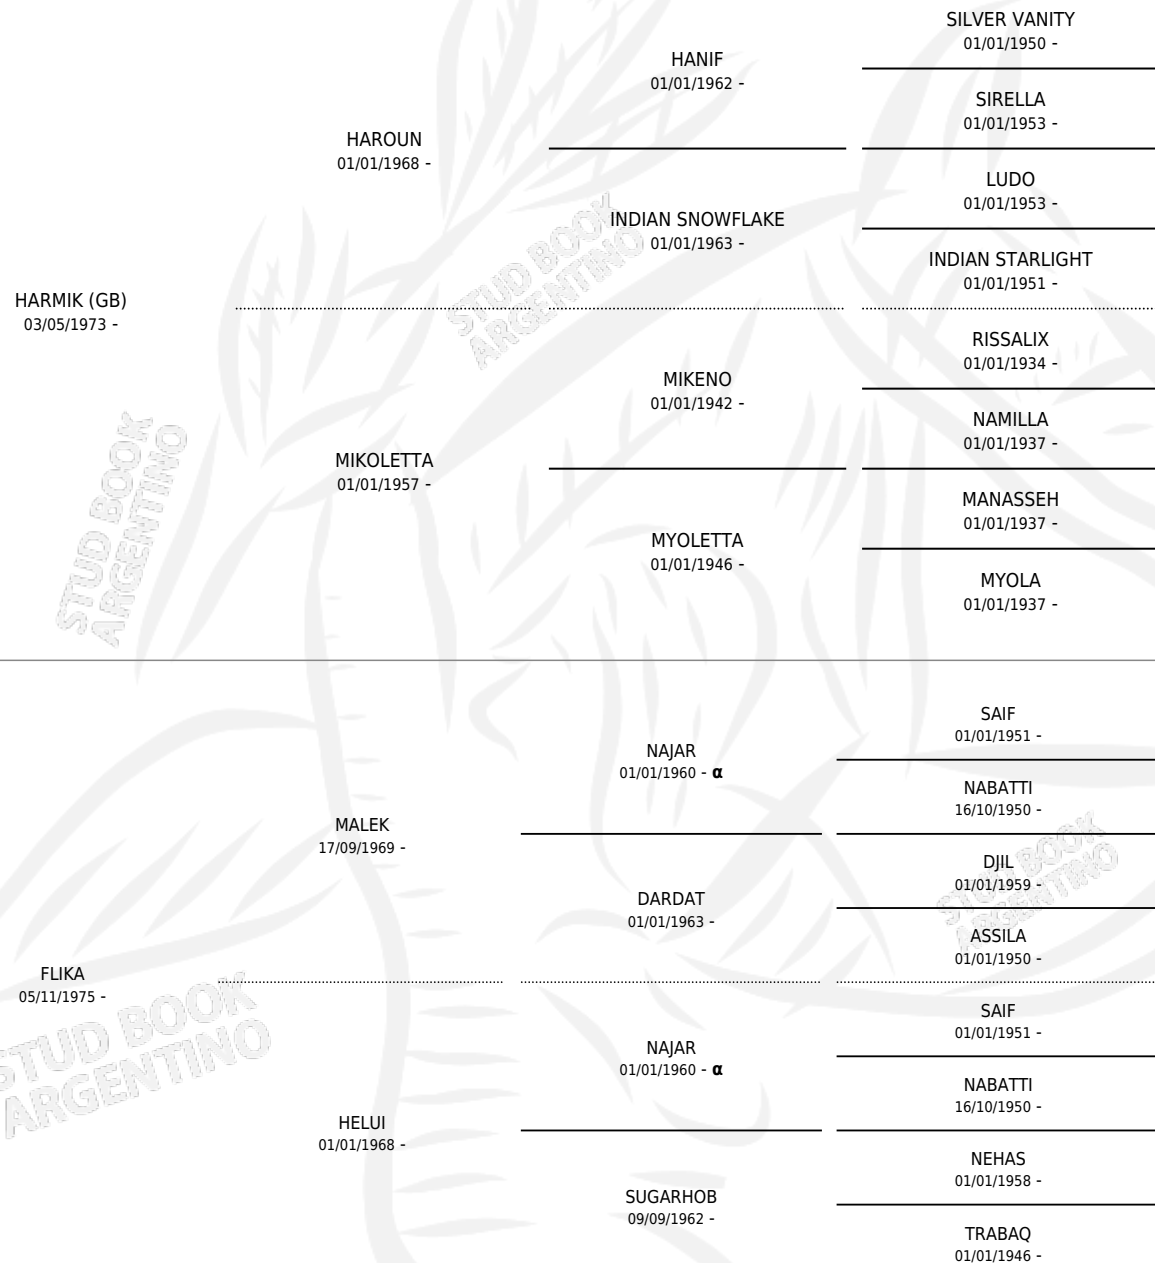 SILVER VANITY
01/01/1950 -
HANIF
01/01/1962 -
SIRELLA
01/01/1953 -
HAROUN
01/01/1968 -
LUDO
01/01/1953 -
INDIAN SNOWFLAKE
01/01/1963 -
INDIAN STARLIGHT
01/01/1951 -
HARMIK (GB)
03/05/1973 -
RISSALIX
01/01/1934 -
MIKENO
01/01/1942 -
NAMILLA
01/01/1937 -
MIKOLETTA
01/01/1957 -
MANASSEH
01/01/1937 -
MYOLETTA
01/01/1946 -
MYOLA
01/01/1937 -
SAIF
01/01/1951 -
NAJAR
01/01/1960 - α
NABATTI
16/10/1950 -
MALEK
17/09/1969 -
DJIL
01/01/1959 -
DARDAT
01/01/1963 -
ASSILA
01/01/1950 -
FLIKA
05/11/1975 -
SAIF
01/01/1951 -
NAJAR
01/01/1960 - α
NABATTI
16/10/1950 -
HELUI
01/01/1968 -
NEHAS
01/01/1958 -
SUGARHOB
09/09/1962 -
TRABAQ
01/01/1946 -
STUD BOOK
ARGENTINO
STUD BOOK
ARGENTINO
STUD BOOK
ARGENTINO
STUD BOOK
ARGENTINO